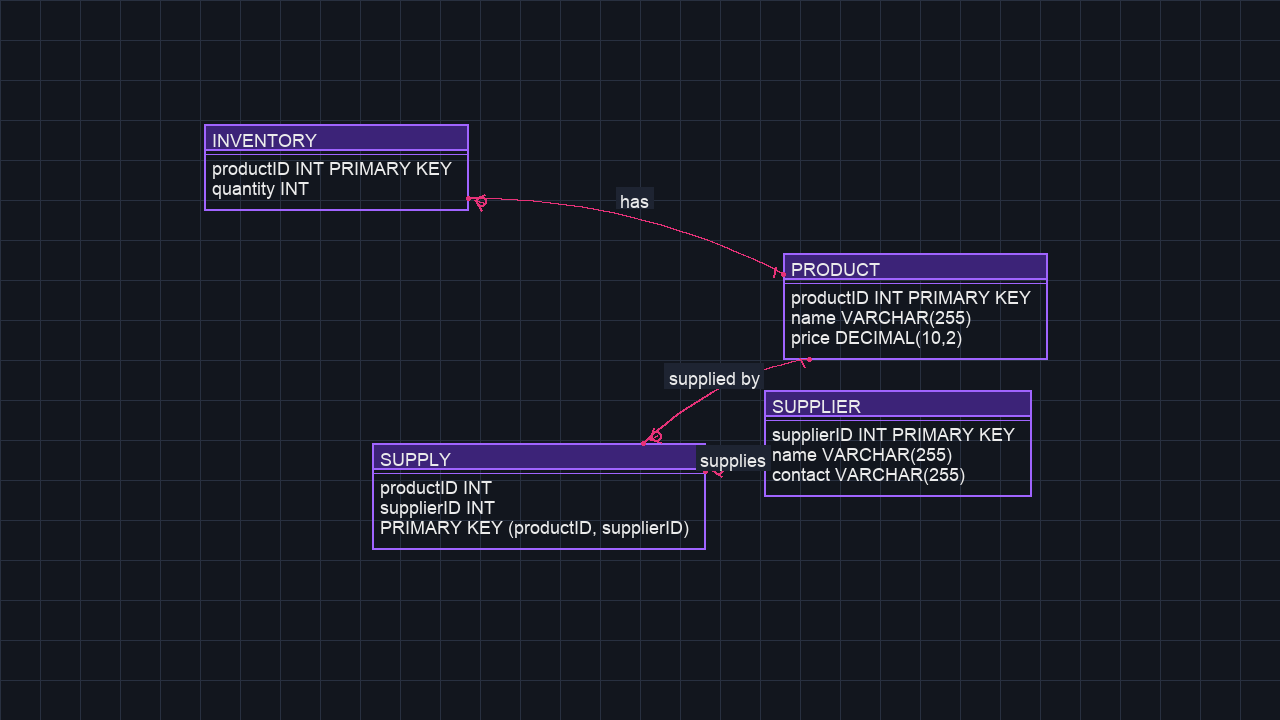 INVENTORY
productID INT PRIMARY KEY
quantity INT
has
PRODUCT
productID INT PRIMARY KEY
name VARCHAR(255)
price DECIMAL(10,2)
supplied by
SUPPLIER
supplierID INT PRIMARY KEY
name VARCHAR(255)
contact VARCHAR(255)
supplies
SUPPLY
productID INT
supplierID INT
PRIMARY KEY (productID, supplierID)